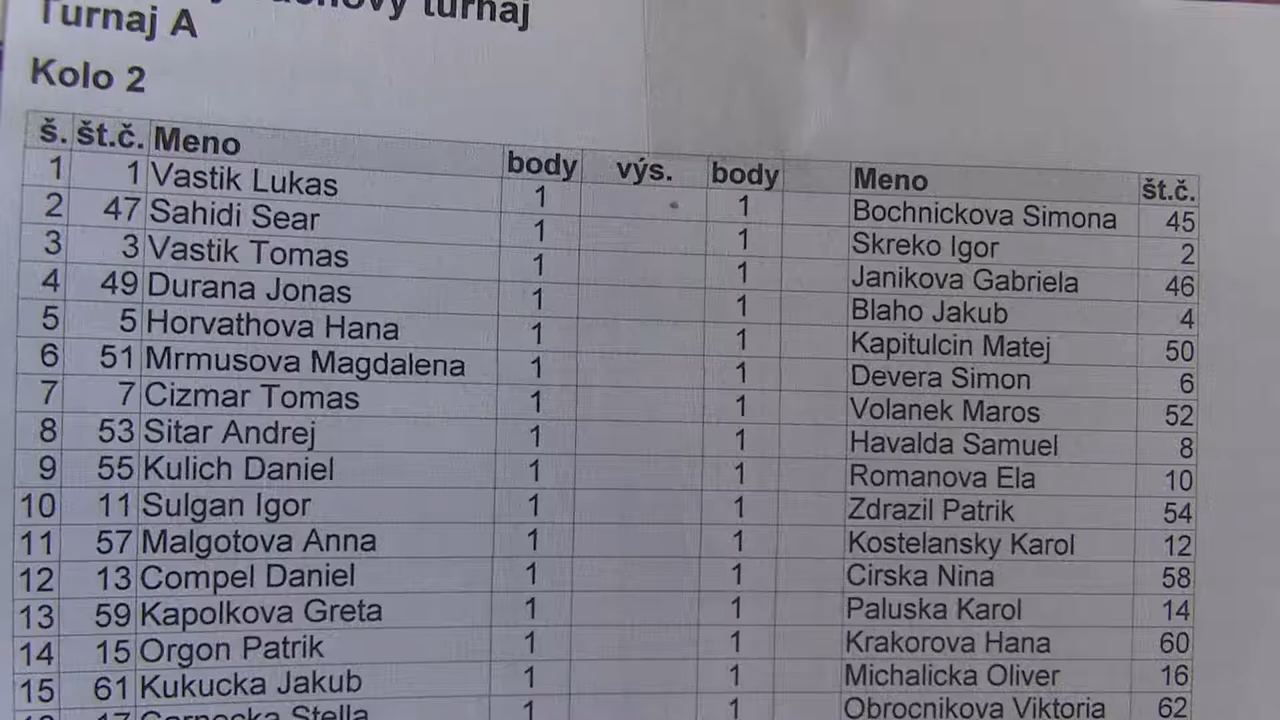 turnaj
Turnaj A
Kolo 2
š. št.č. Meno body výs. body Meno št.č.
1 1 Vastik Lukas 1 1 Bochnickova Simona 45
2 47 Sahidi Sear 1 1 Skreko Igor 2
3 3 Vastik Tomas 1 1 Janikova Gabriela 46
4 49 Durana Jonas 1 1 Blaho Jakub 4
5 5 Horvathova Hana 1 1 Kapitulcin Matej 50
6 51 Mrmusova Magdalena 1 1 Devera Simon 6
7 7 Cizmar Tomas 1 1 Volanek Maros 52
8 53 Sitar Andrej 1 1 Havalda Samuel 8
9 55 Kulich Daniel 1 1 Romanova Ela 10
10 11 Sulgan Igor 1 1 Zdrazil Patrik 54
11 57 Malgotova Anna 1 1 Kostelansky Karol 12
12 13 Compel Daniel 1 1 Cirska Nina 58
13 59 Kapolkova Greta 1 1 Paluska Karol 14
14 15 Orgon Patrik 1 1 Krakorova Hana 60
15 61 Kukucka Jakub 1 1 Michalicka Oliver 16
Stella 1 1 Obrocnikova Viktoria 62